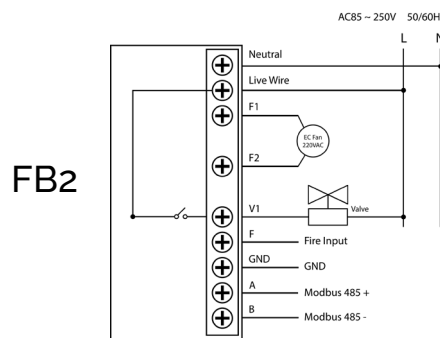 AC85 ~ 250V 50/60H
L N
Neutral
Live Wire
F1
EC Fan
220VAC
F2
FB2
V1
Valve
F
Fire Input
GND
GND
A
Modbus 485 +
B
Modbus 485 -